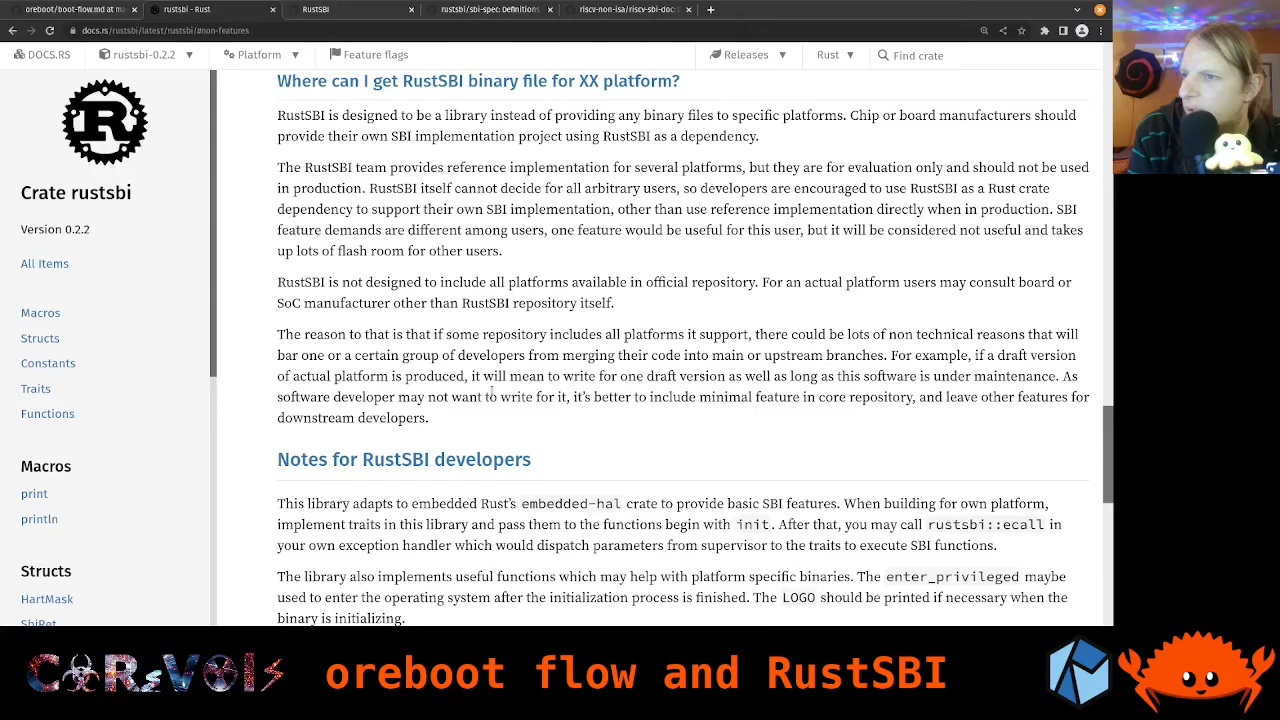 oreboot/boot-flow.md at m
rustsbi - Rust
RustSBI
rustsbi/sbi-spec: Definitions
riscv-non-isa/riscv-sbi-doc:
docs.rs/rustsbi/latest/rustsbi/#non-features
DOCS.RS
rustsbi-0.2.2
Platform
Feature flags
Releases
Rust
Find crate
Crate rustsbi
Version 0.2.2
All Items
Macros
Structs
Constants
Traits
Functions
Macros
print
println
Structs
HartMask
SbiRet
Where can I get RustSBI binary file for XX platform?
RustSBI is designed to be a library instead of providing any binary files to specific platforms. Chip or board manufacturers should
provide their own SBI implementation project using RustSBI as a dependency.
The RustSBI team provides reference implementation for several platforms, but they are for evaluation only and should not be used
in production. RustSBI itself cannot decide for all arbitrary users, so developers are encouraged to use RustSBI as a Rust crate
dependency to support their own SBI implementation, other than use reference implementation directly when in production. SBI
feature demands are different among users, one feature would be useful for this user, but it will be considered not useful and takes
up lots of flash room for other users.
RustSBI is not designed to include all platforms available in official repository. For an actual platform users may consult board or
SoC manufacturer other than RustSBI repository itself.
The reason to that is that if some repository includes all platforms it support, there could be lots of non technical reasons that will
bar one or a certain group of developers from merging their code into main or upstream branches. For example, if a draft version
of actual platform is produced, it will mean to write for one draft version as well as long as this software is under maintenance. As
software developer may not want to write for it, it's better to include minimal feature in core repository, and leave other features for
downstream developers.
Notes for RustSBI developers
This library adapts to embedded Rust's embedded-hal crate to provide basic SBI features. When building for own platform,
implement traits in this library and pass them to the functions begin with init. After that, you may call rustsbi::ecall in
your own exception handler which would dispatch parameters from supervisor to the traits to execute SBI functions.
The library also implements useful functions which may help with platform specific binaries. The enter_privileged maybe
used to enter the operating system after the initialization process is finished. The LOGO should be printed if necessary when the
binary is initializing.
oreboot flow and RustSBI